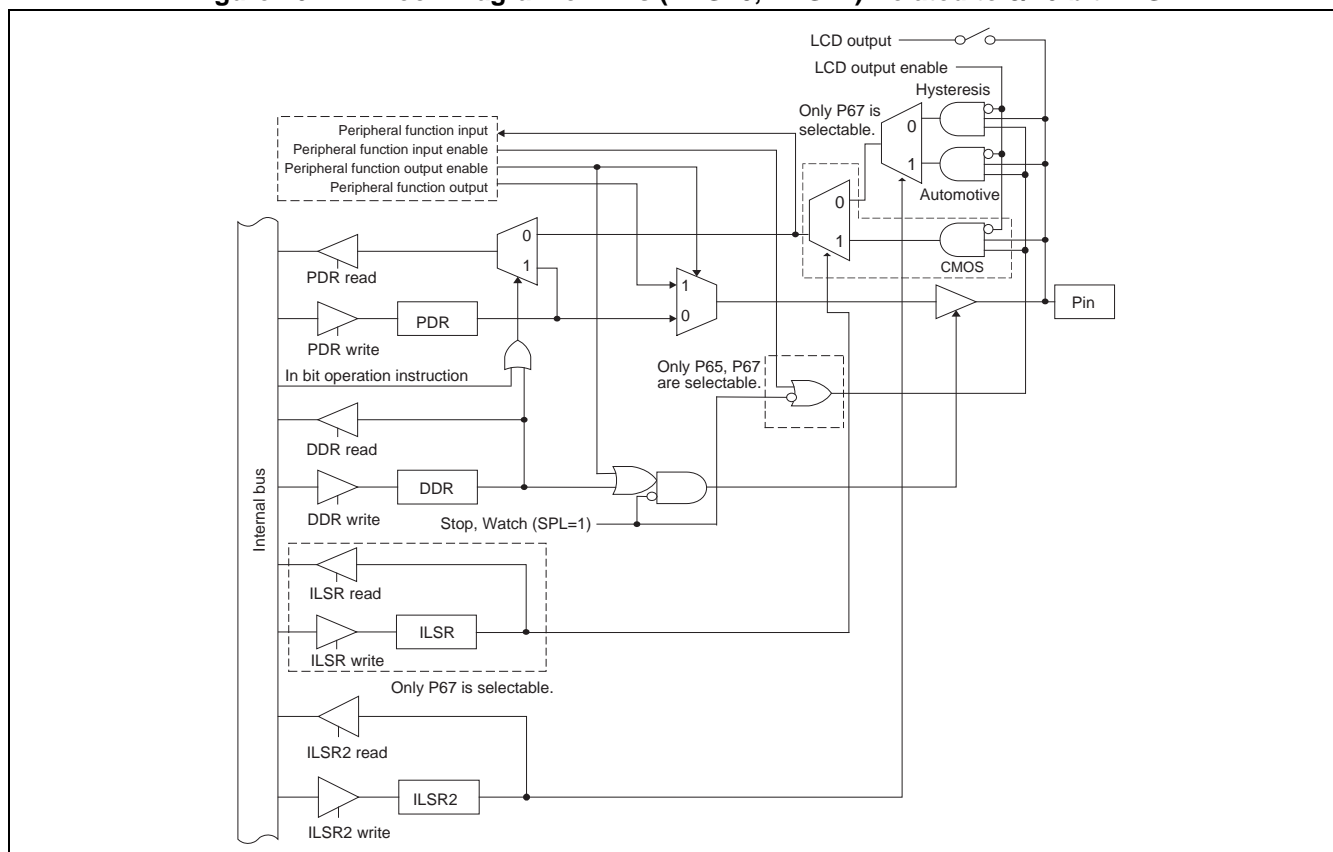 LCD output
LCD output enable
Hysteresis
Only P67 is
selectable.
0
1
Automotive
Peripheral function input
Peripheral function input enable
Peripheral function output enable
Peripheral function output
0
1
CMOS
0
1
PDR read
1
0
Pin
PDR
PDR write
Only P65, P67
are selectable.
In bit operation instruction
DDR read
DDR
DDR write
Stop, Watch (SPL=1)
Internal bus
ILSR read
ILSR
ILSR write
Only P67 is selectable.
ILSR2 read
ILSR2
ILSR2 write